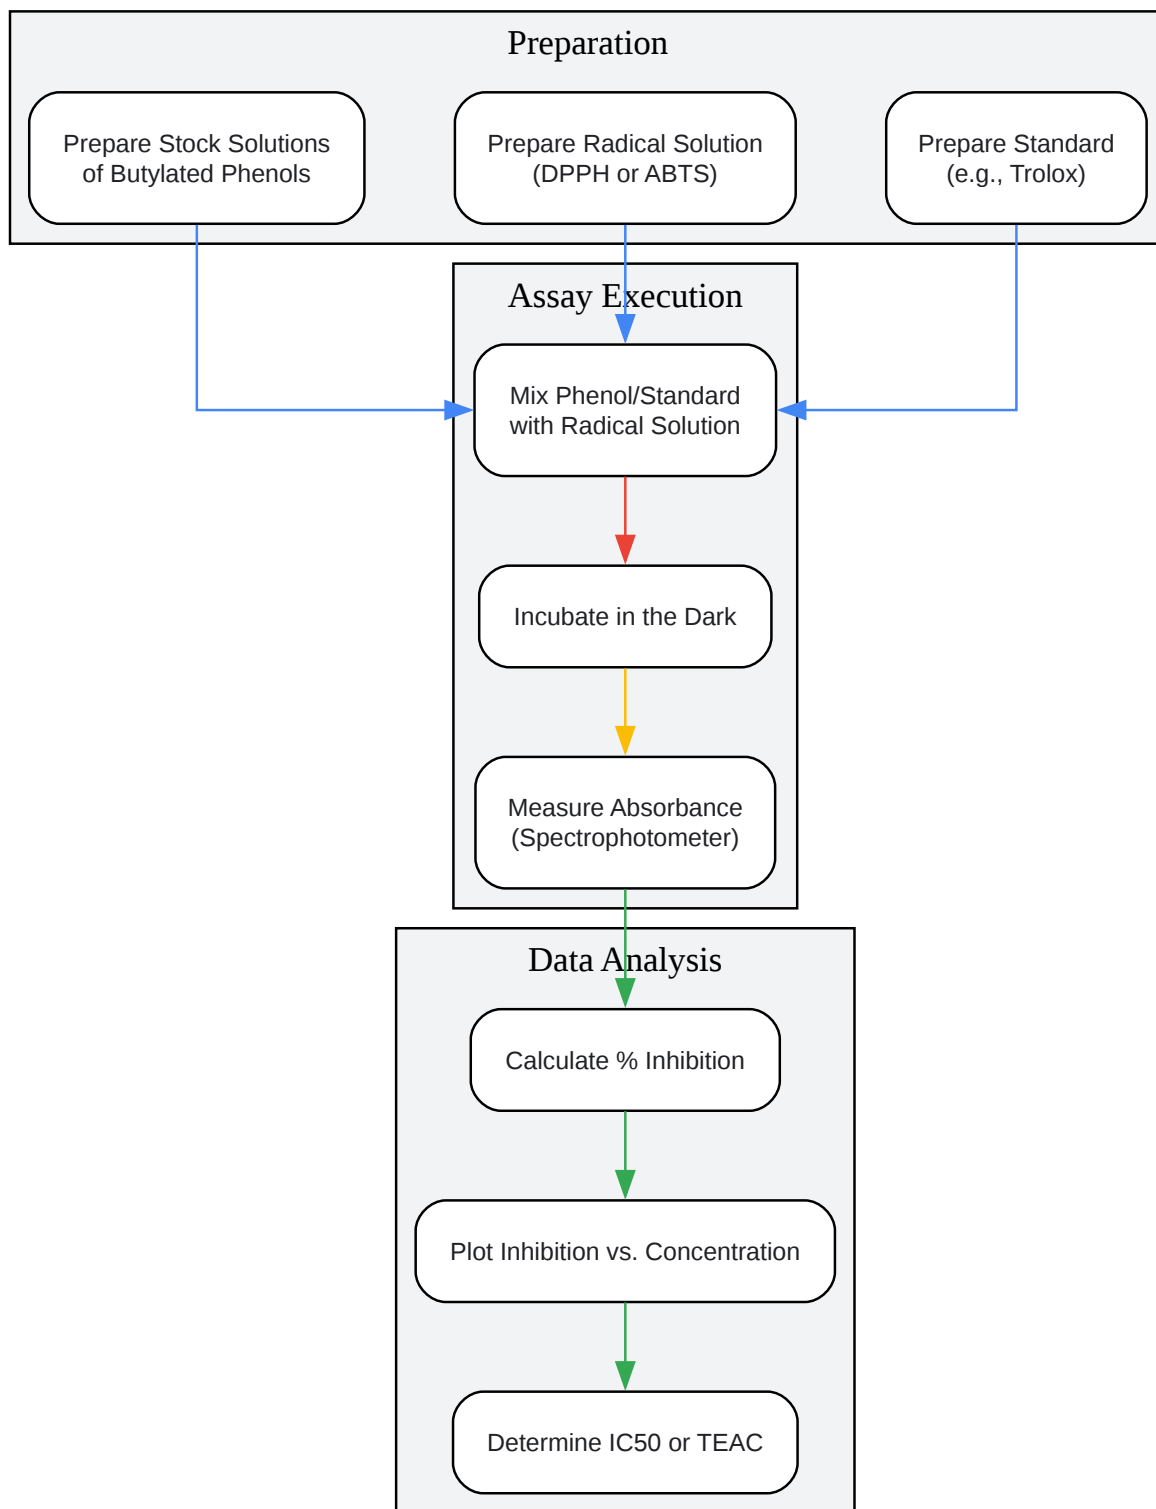 Preparation
Prepare Stock Solutions
of Butylated Phenols
Prepare Radical Solution
(DPPH or ABTS)
Prepare Standard
(e.g., Trolox)
Assay Execution
Mix Phenol/Standard
with Radical Solution
Incubate in the Dark
Measure Absorbance
(Spectrophotometer)
Data Analysis
Calculate % Inhibition
Plot Inhibition vs. Concentration
Determine IC50 or TEAC